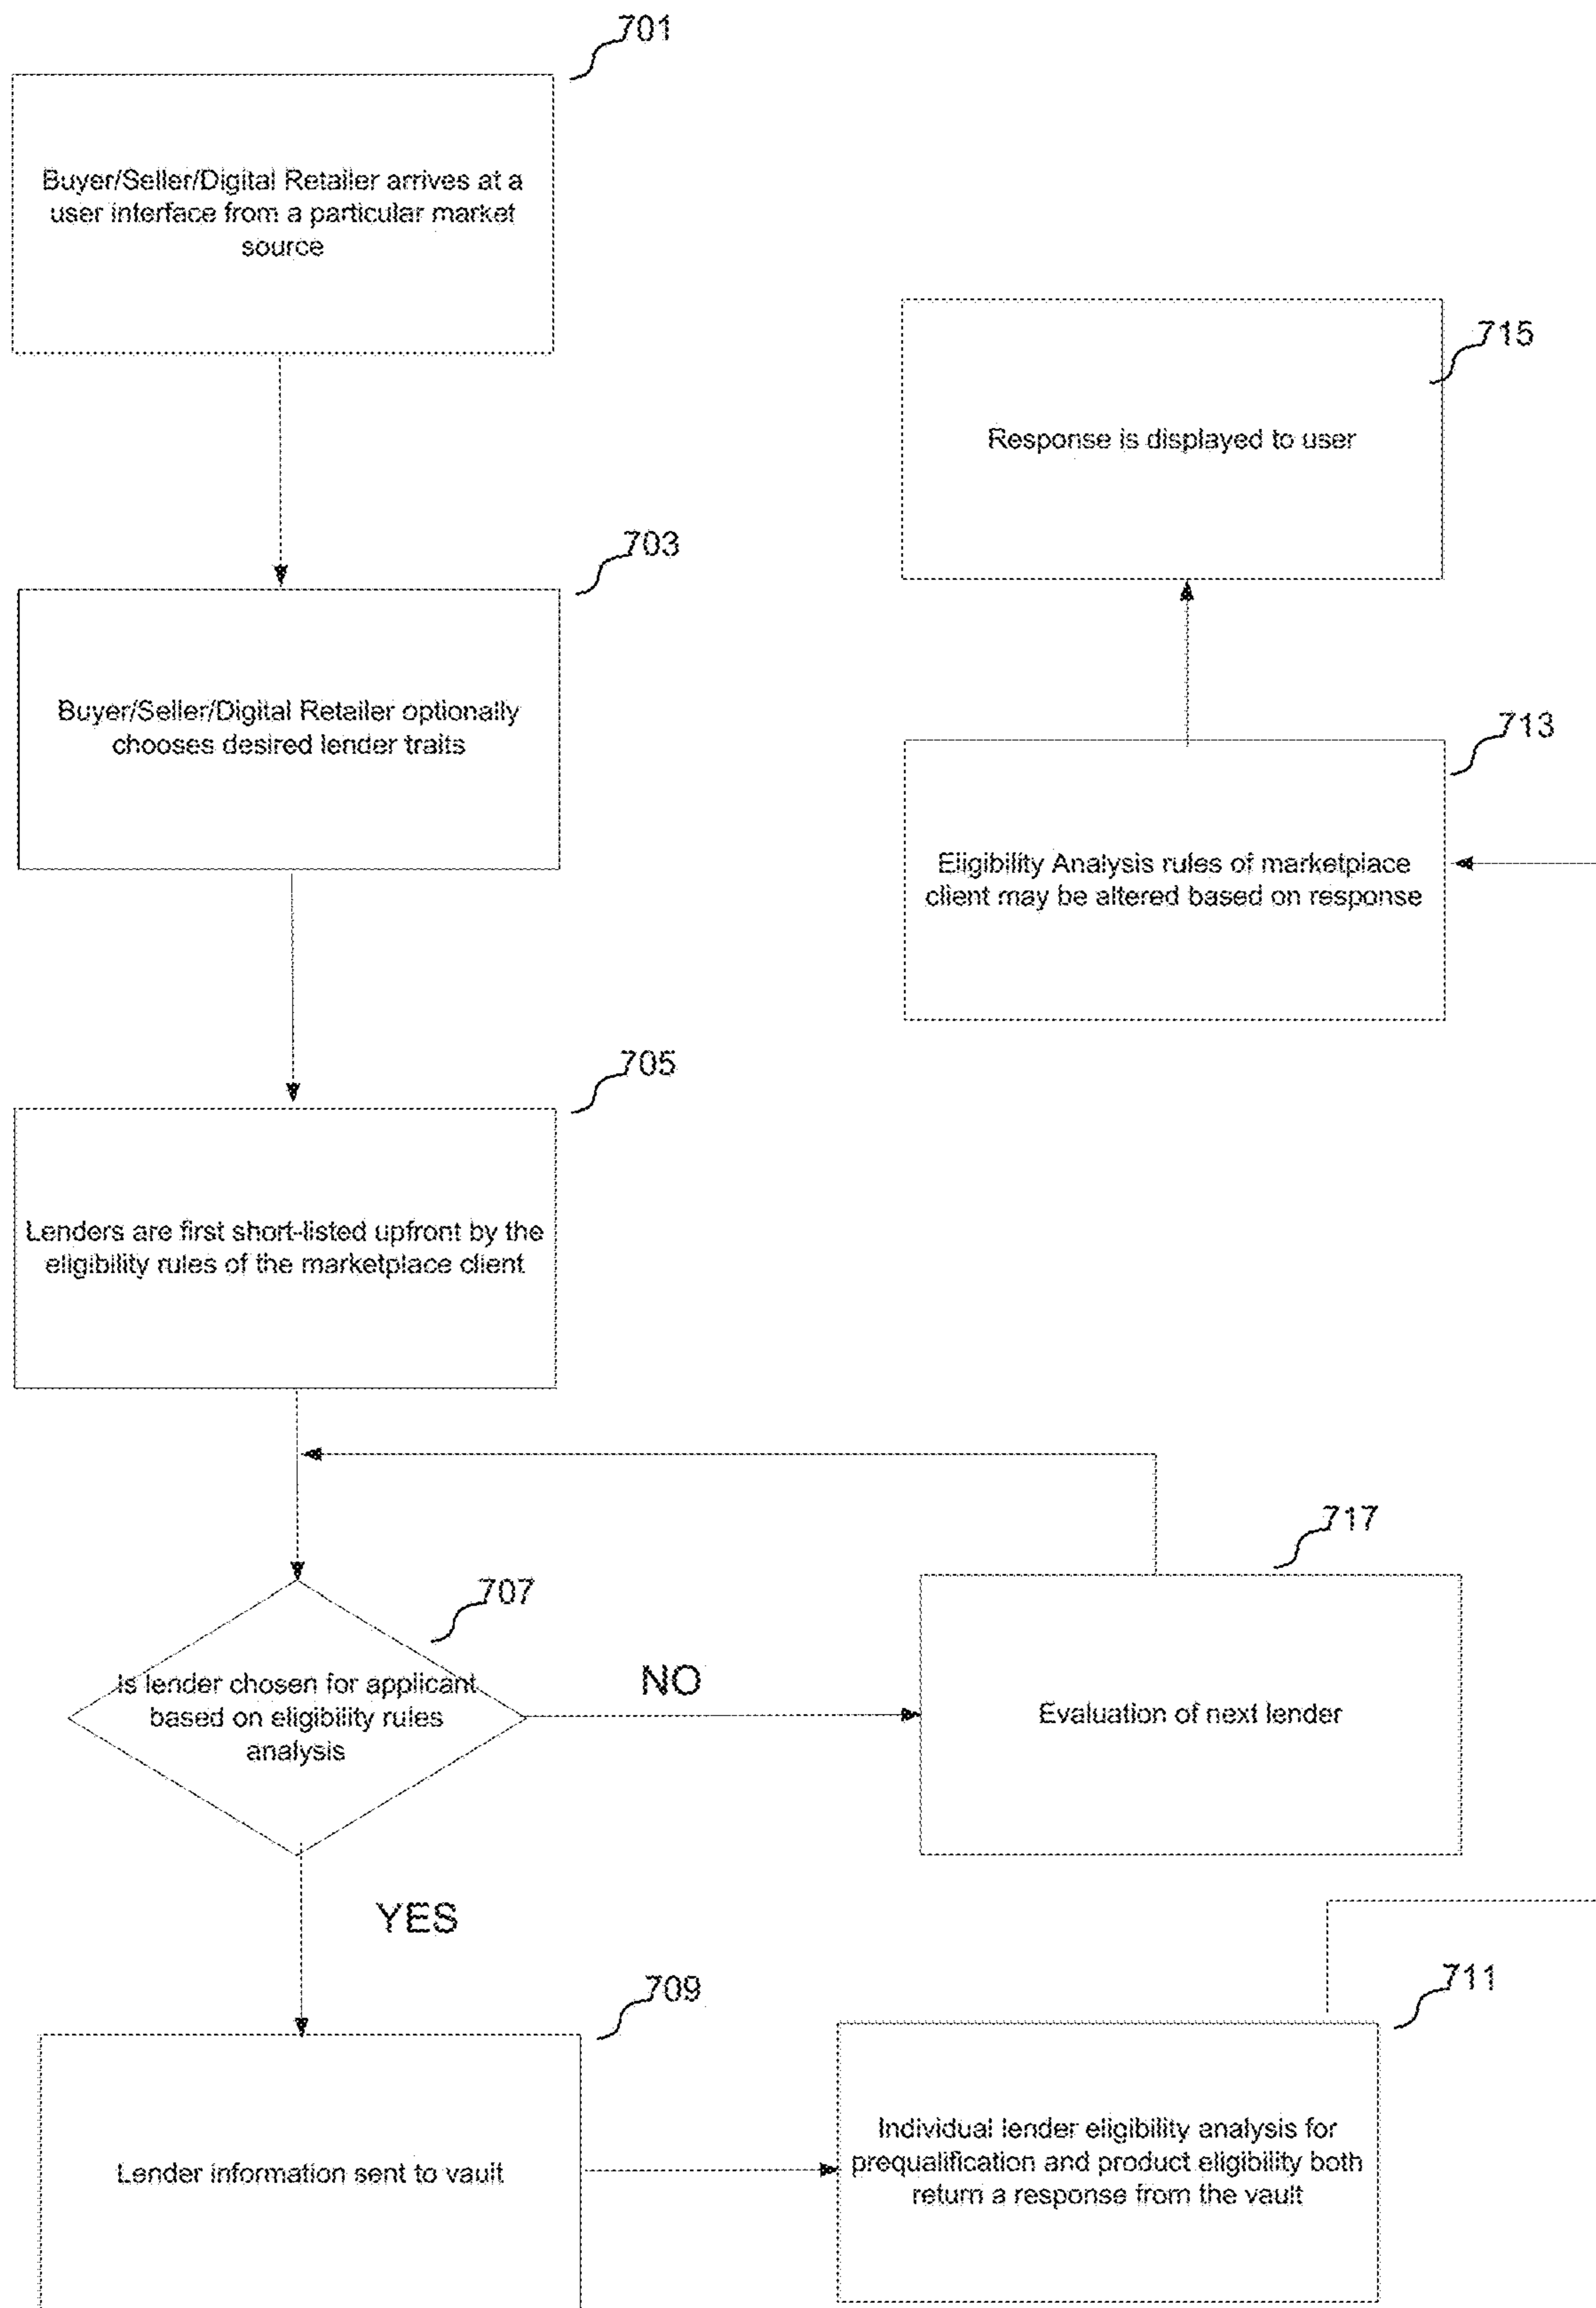 701
Buyer/Seller/Digital Retailer arrives at a
user interface from a particular market
source
715
Response is displayed to user
703
Buyer/Seller/Digital Retailer optionally
chooses desired lender traits
713
Eligibility Analysis rules of marketplace
client may be altered based on response
705
Lenders are first short-listed upfront by the
eligibility rules of the marketplace client
717
707
Is lender chosen for applicant
based on eligibility rules
analysis
NO
Evaluation of next lender
YES
709
711
Lender information sent to vault
Individual lender eligibility analysis for
prequalification and product eligibility both
return a response from the vault